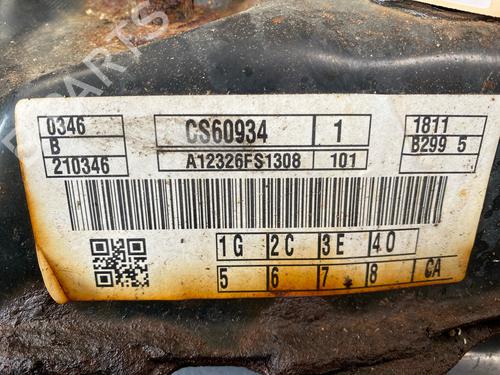 0346
B
210346
CS60934 1
A12326FS1308 101
1811
B299 5
1G 2C 3E 4O
5 6 7 8 CA